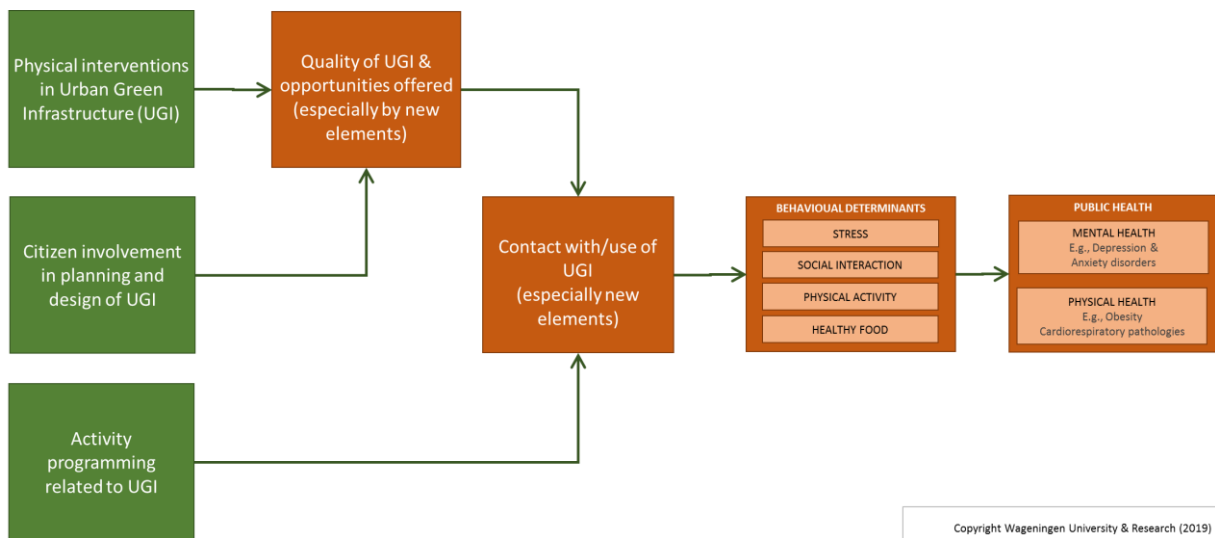 Physical interventions
in Urban Green
Infrastructure (UGI)
Quality of UGI &
opportunities offered
(especially by new
elements)
Citizen involvement
in planning and
design of UGI
Contact with/use of
UGI
(especially new
elements)
BEHAVIOUAL DETERMINANTS
STRESS
SOCIAL INTERACTION
PHYSICAL ACTIVITY
HEALTHY FOOD
PUBLIC HEALTH
MENTAL HEALTH
E.g., Depression &
Anxiety disorders
PHYSICAL HEALTH
E.g., Obesity
Cardiorespiratory pathologies
Activity
programming
related to UGI
Copyright Wageningen University & Research (2019)